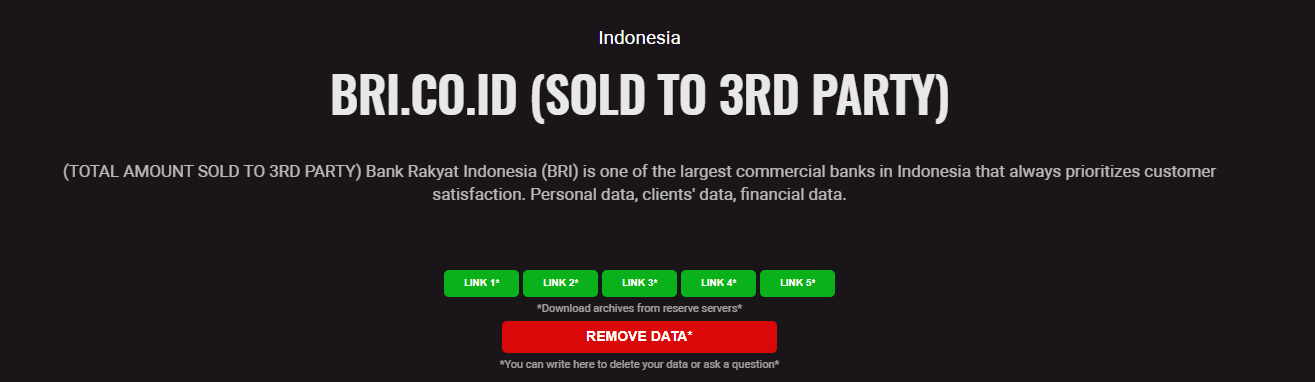 Indonesia
BRI.CO.ID (SOLD TO 3RD PARTY)
(TOTAL AMOUNT SOLD TO 3RD PARTY) Bank Rakyat Indonesia (BRI) is one of the largest commercial banks in Indonesia that always prioritizes customer
satisfaction. Personal data, clients' data, financial data.
LINK 1* LINK 2* LINK 3* LINK 4* LINK 5*
*Download archives from reserve servers*
REMOVE DATA*
*You can write here to delete your data or ask a question*